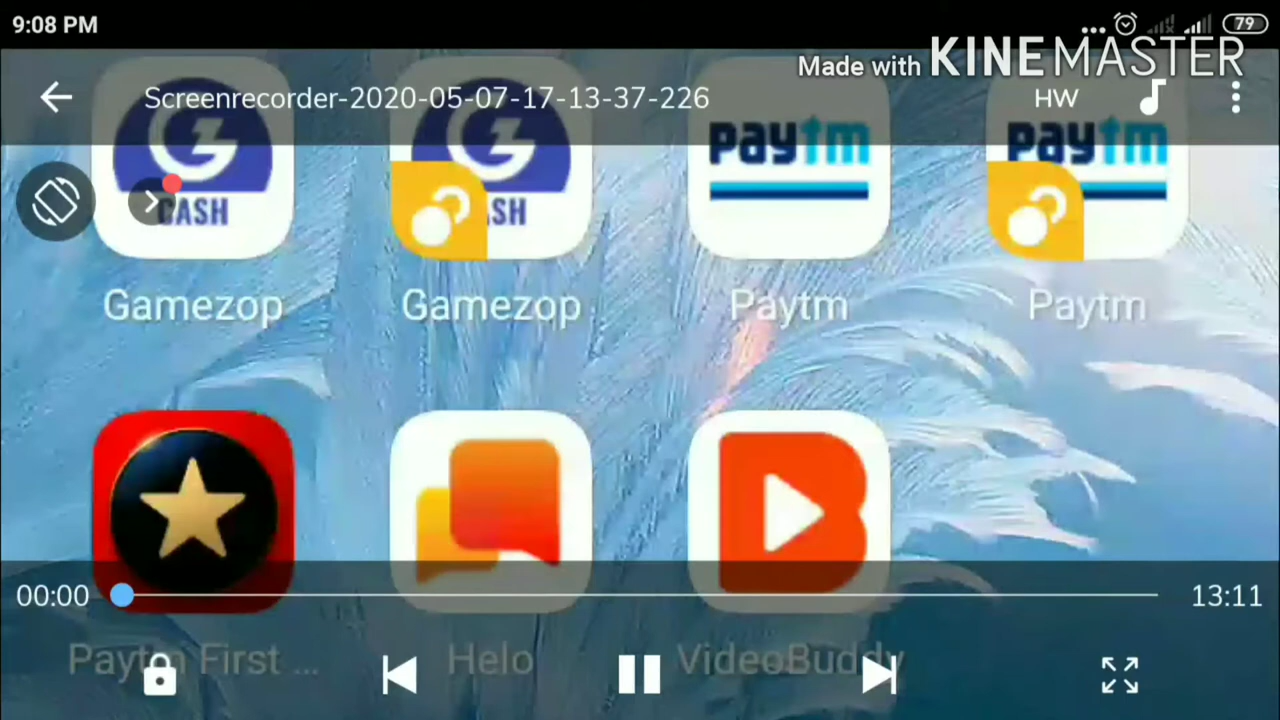 9:08 PM
79
Made with KINEMASTER
Screenrecorder-2020-05-07-17-13-37-226
HW
CASH
paytm
paytm
Gamezop
Gamezop
Paytm
Paytm
00:00
13:11
Paytm First ...
Helo
VideoBuddy